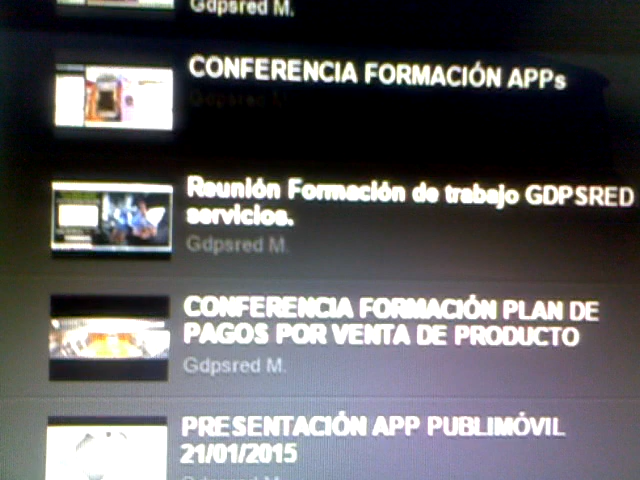 Gdpsred M.
CONFERENCIA FORMACIÓN APPs
Gdpsred M.
Reunión Formación de trabajo GDPSRED
servicios.
Gdpsred M.
CONFERENCIA FORMACIÓN PLAN DE
PAGOS POR VENTA DE PRODUCTO
Gdpsred M.
PRESENTACIÓN APP PUBLIMÓVIL
21/01/2015